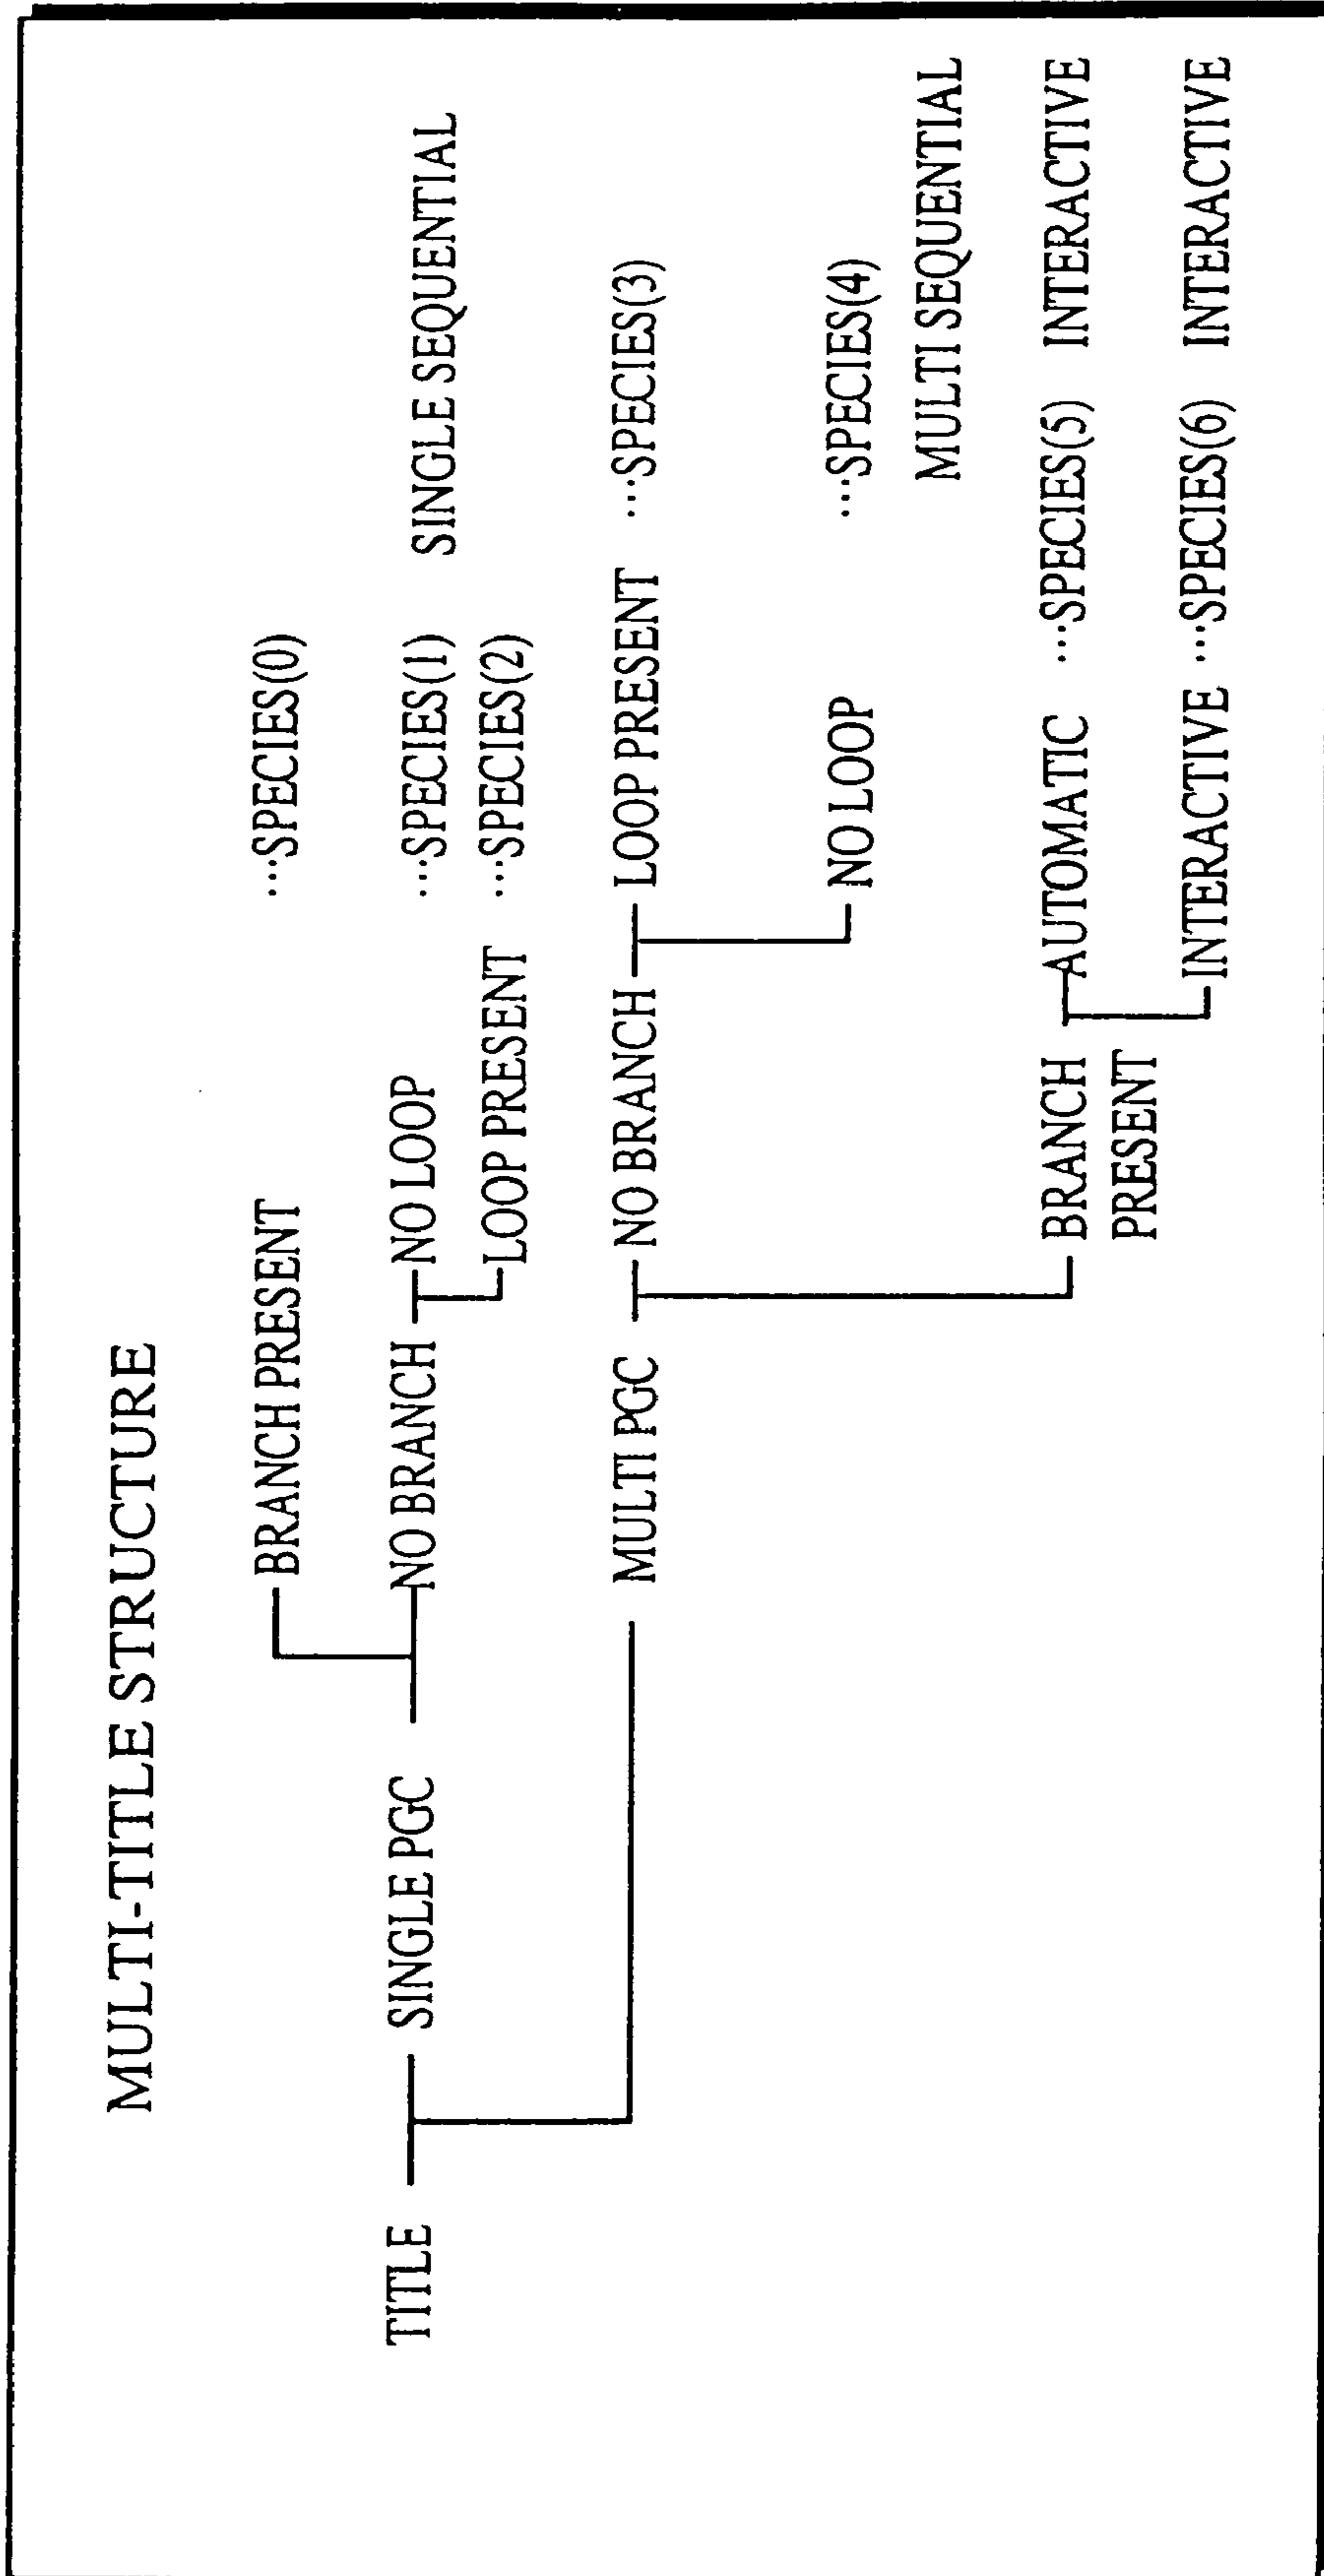 MULTI-TITLE STRUCTURE
BRANCH PRESENT …SPECIES(0)
TITLE SINGLE PGC NO BRANCH NO LOOP …SPECIES(1) SINGLE SEQUENTIAL
LOOP PRESENT …SPECIES(2)
MULTI PGC NO BRANCH LOOP PRESENT …SPECIES(3)
NO LOOP …SPECIES(4)
MULTI SEQUENTIAL
BRANCH AUTOMATIC …SPECIES(5) INTERACTIVE
PRESENT
INTERACTIVE …SPECIES(6) INTERACTIVE